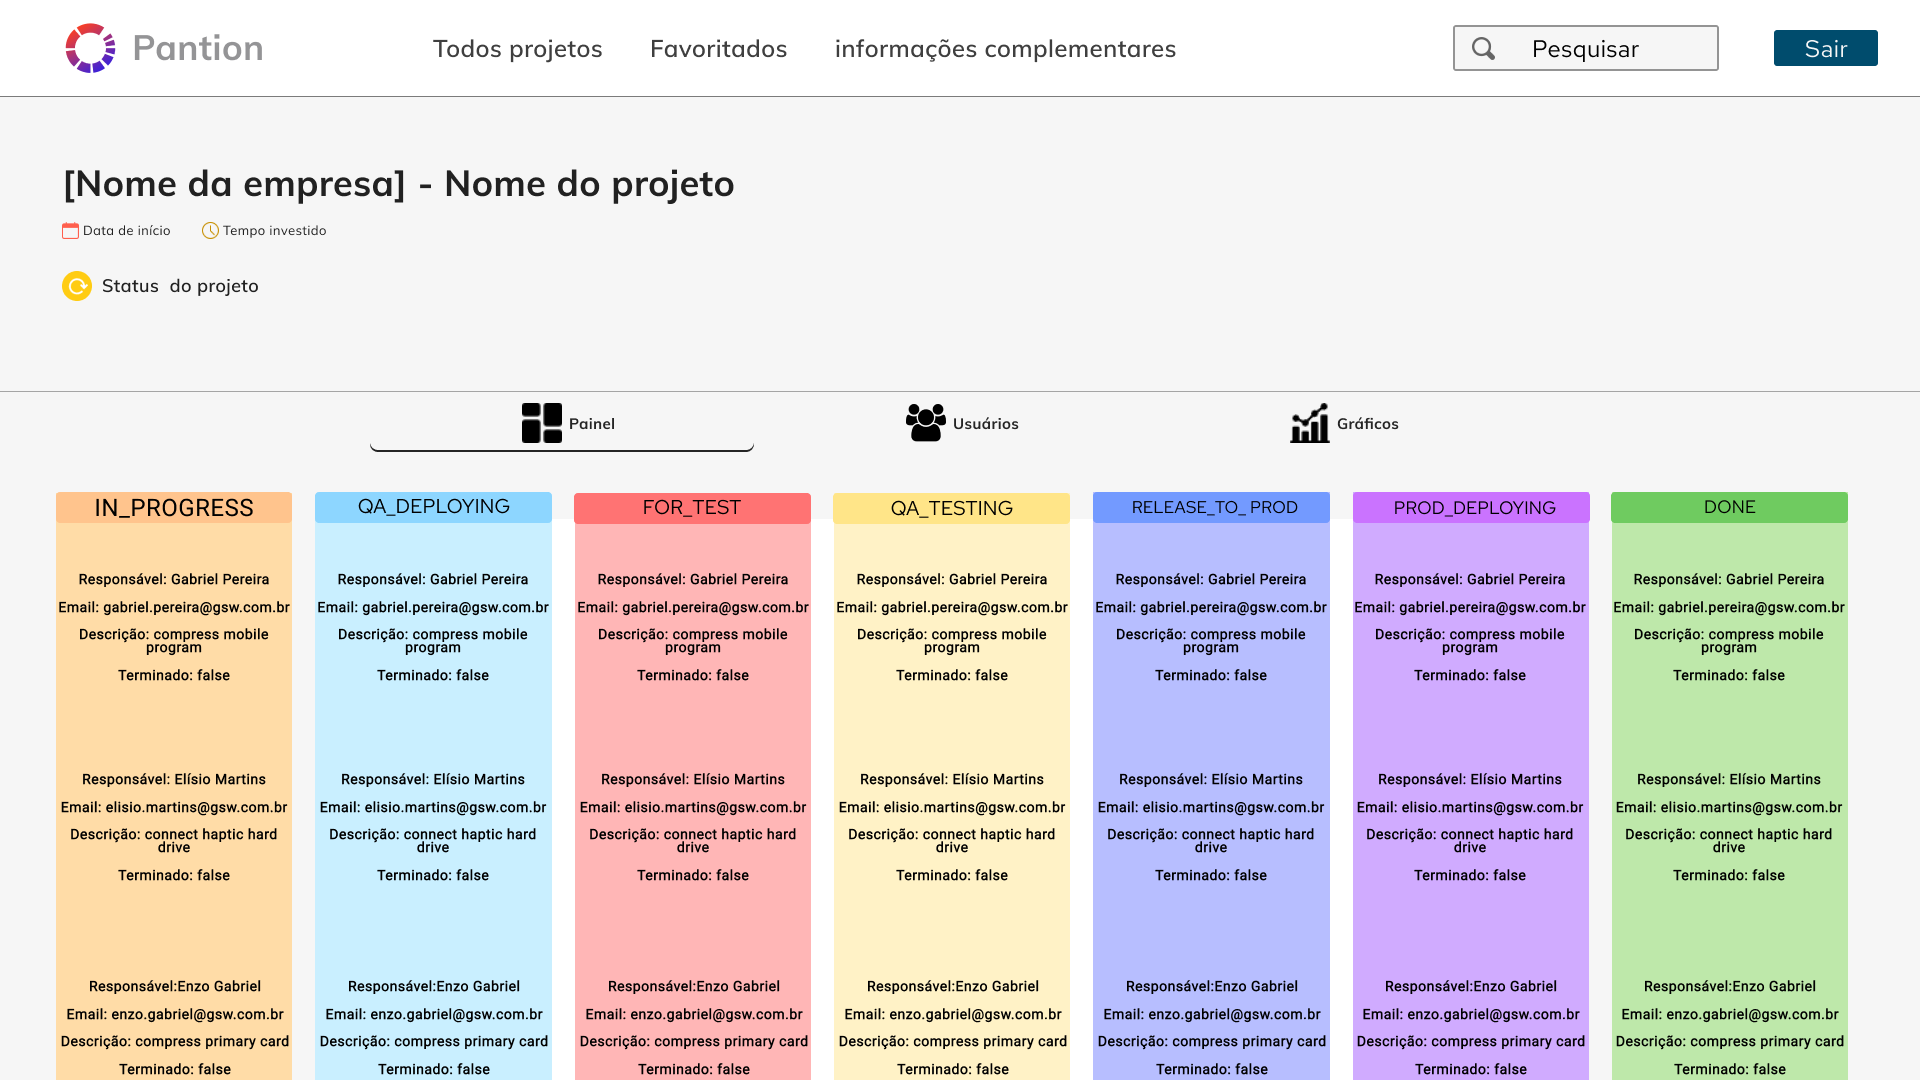 Pantion
Todos projetos
Favoritados
informações complementares
Pesquisar
Sair
[Nome da empresa] - Nome do projeto
Data de início
Tempo investido
Status  do projeto
Painel
Usuários
Gráficos
IN_PROGRESS
Responsável: Gabriel Pereira
Email: gabriel.pereira@gsw.com.br
Descrição: compress mobile
program
Terminado: false
Responsável: Elísio Martins
Email: elisio.martins@gsw.com.br
Descrição: connect haptic hard
drive
Terminado: false
Responsável:Enzo Gabriel
Email: enzo.gabriel@gsw.com.br
Descrição: compress primary card
Terminado: false
QA_DEPLOYING
Responsável: Gabriel Pereira
Email: gabriel.pereira@gsw.com.br
Descrição: compress mobile
program
Terminado: false
Responsável: Elísio Martins
Email: elisio.martins@gsw.com.br
Descrição: connect haptic hard
drive
Terminado: false
Responsável:Enzo Gabriel
Email: enzo.gabriel@gsw.com.br
Descrição: compress primary card
Terminado: false
FOR_TEST
Responsável: Gabriel Pereira
Email: gabriel.pereira@gsw.com.br
Descrição: compress mobile
program
Terminado: false
Responsável: Elísio Martins
Email: elisio.martins@gsw.com.br
Descrição: connect haptic hard
drive
Terminado: false
Responsável:Enzo Gabriel
Email: enzo.gabriel@gsw.com.br
Descrição: compress primary card
Terminado: false
QA_TESTING
Responsável: Gabriel Pereira
Email: gabriel.pereira@gsw.com.br
Descrição: compress mobile
program
Terminado: false
Responsável: Elísio Martins
Email: elisio.martins@gsw.com.br
Descrição: connect haptic hard
drive
Terminado: false
Responsável:Enzo Gabriel
Email: enzo.gabriel@gsw.com.br
Descrição: compress primary card
Terminado: false
RELEASE_TO_ PROD
Responsável: Gabriel Pereira
Email: gabriel.pereira@gsw.com.br
Descrição: compress mobile
program
Terminado: false
Responsável: Elísio Martins
Email: elisio.martins@gsw.com.br
Descrição: connect haptic hard
drive
Terminado: false
Responsável:Enzo Gabriel
Email: enzo.gabriel@gsw.com.br
Descrição: compress primary card
Terminado: false
PROD_DEPLOYING
Responsável: Gabriel Pereira
Email: gabriel.pereira@gsw.com.br
Descrição: compress mobile
program
Terminado: false
Responsável: Elísio Martins
Email: elisio.martins@gsw.com.br
Descrição: connect haptic hard
drive
Terminado: false
Responsável:Enzo Gabriel
Email: enzo.gabriel@gsw.com.br
Descrição: compress primary card
Terminado: false
DONE
Responsável: Gabriel Pereira
Email: gabriel.pereira@gsw.com.br
Descrição: compress mobile
program
Terminado: false
Responsável: Elísio Martins
Email: elisio.martins@gsw.com.br
Descrição: connect haptic hard
drive
Terminado: false
Responsável:Enzo Gabriel
Email: enzo.gabriel@gsw.com.br
Descrição: compress primary card
Terminado: false